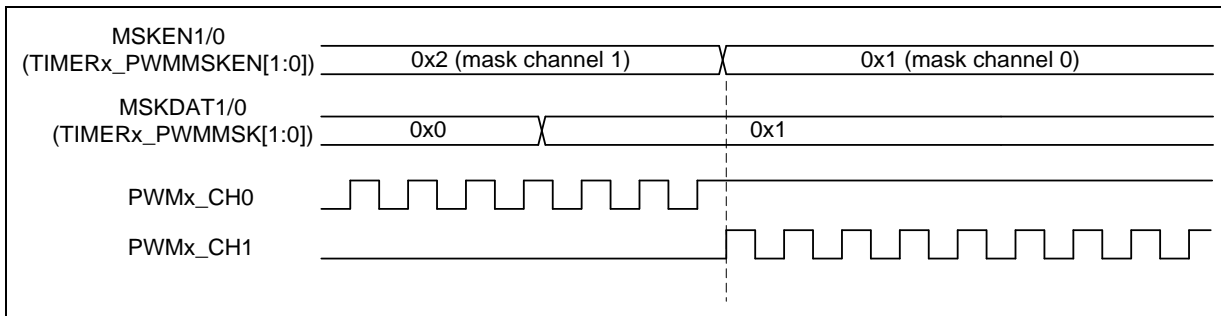 MSKEN1/0
(TIMERx_PWMMSKEN[1:0])
0x2 (mask channel 1)
0x1 (mask channel 0)
MSKDAT1/0
(TIMERx_PWMMSK[1:0])
0x0
0x1
PWMx_CH0
PWMx_CH1